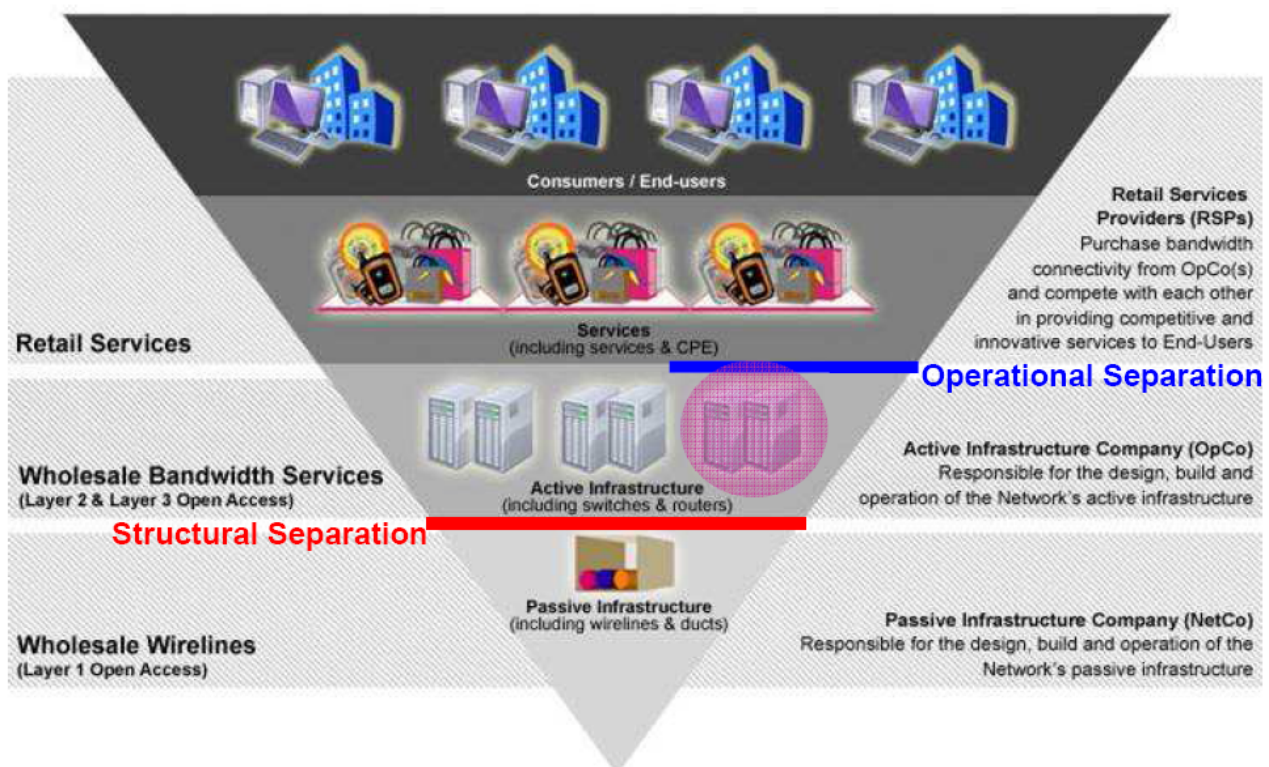 Consumers / End-users
Retail Services
Providers (RSPs)
Purchase bandwidth
connectivity from OpCo(s)
and compete with each other
in providing competitive and
innovative services to End-Users
Services
(including services & CPE)
Retail Services
Operational Separation
Wholesale Bandwidth Services
(Layer 2 & Layer 3 Open Access)
Active Infrastructure
(including switches & routers)
Active Infrastructure Company (OpCo)
Responsible for the design, build and
operation of the Network's active infrastructure
Structural Separation
Passive Infrastructure
(including wirelines & ducts)
Wholesale Wirelines
(Layer 1 Open Access)
Passive Infrastructure Company (NetCo)
Responsible for the design, build and operation of the
Network's passive infrastructure